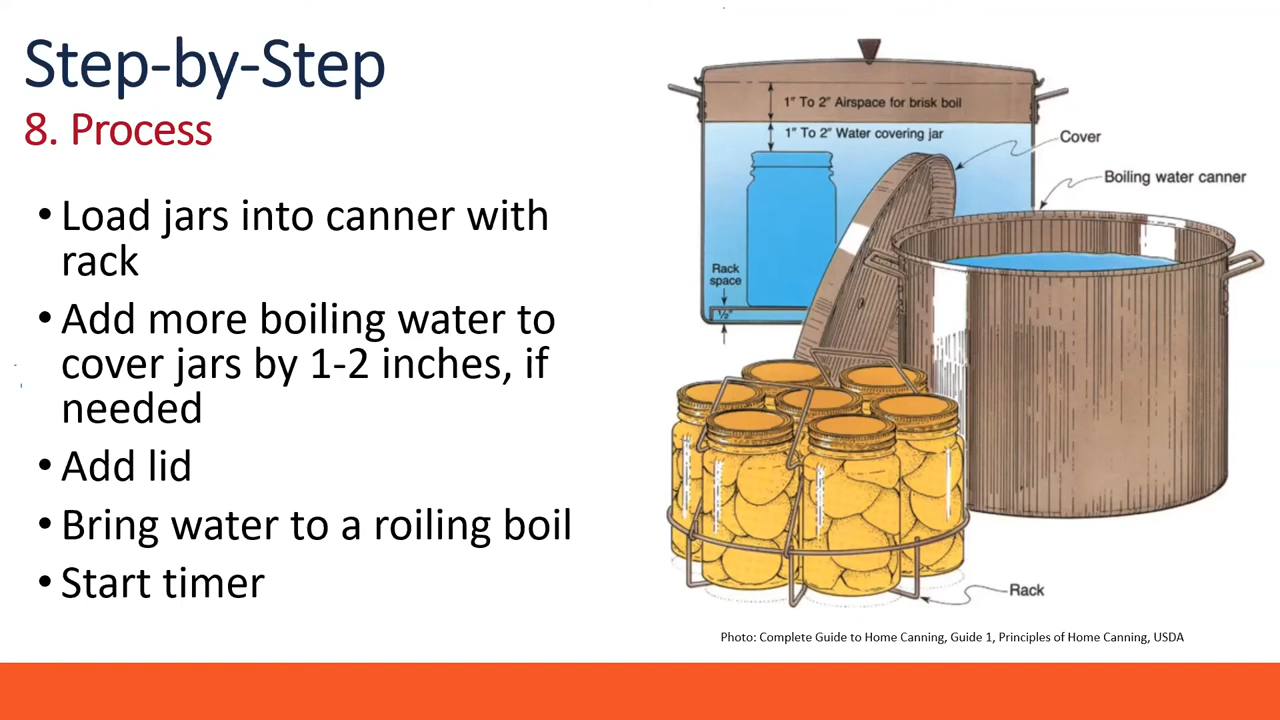 Step-by-Step
8. Process
• Load jars into canner with
rack
• Add more boiling water to
cover jars by 1-2 inches, if
needed
• Add lid
• Bring water to a roiling boil
• Start timer
1" To 2" Airspace for brisk boil
1" To 2" Water covering jar
Cover
Boiling water canner
Rack
space
½"
Rack
Photo: Complete Guide to Home Canning, Guide 1, Principles of Home Canning, USDA